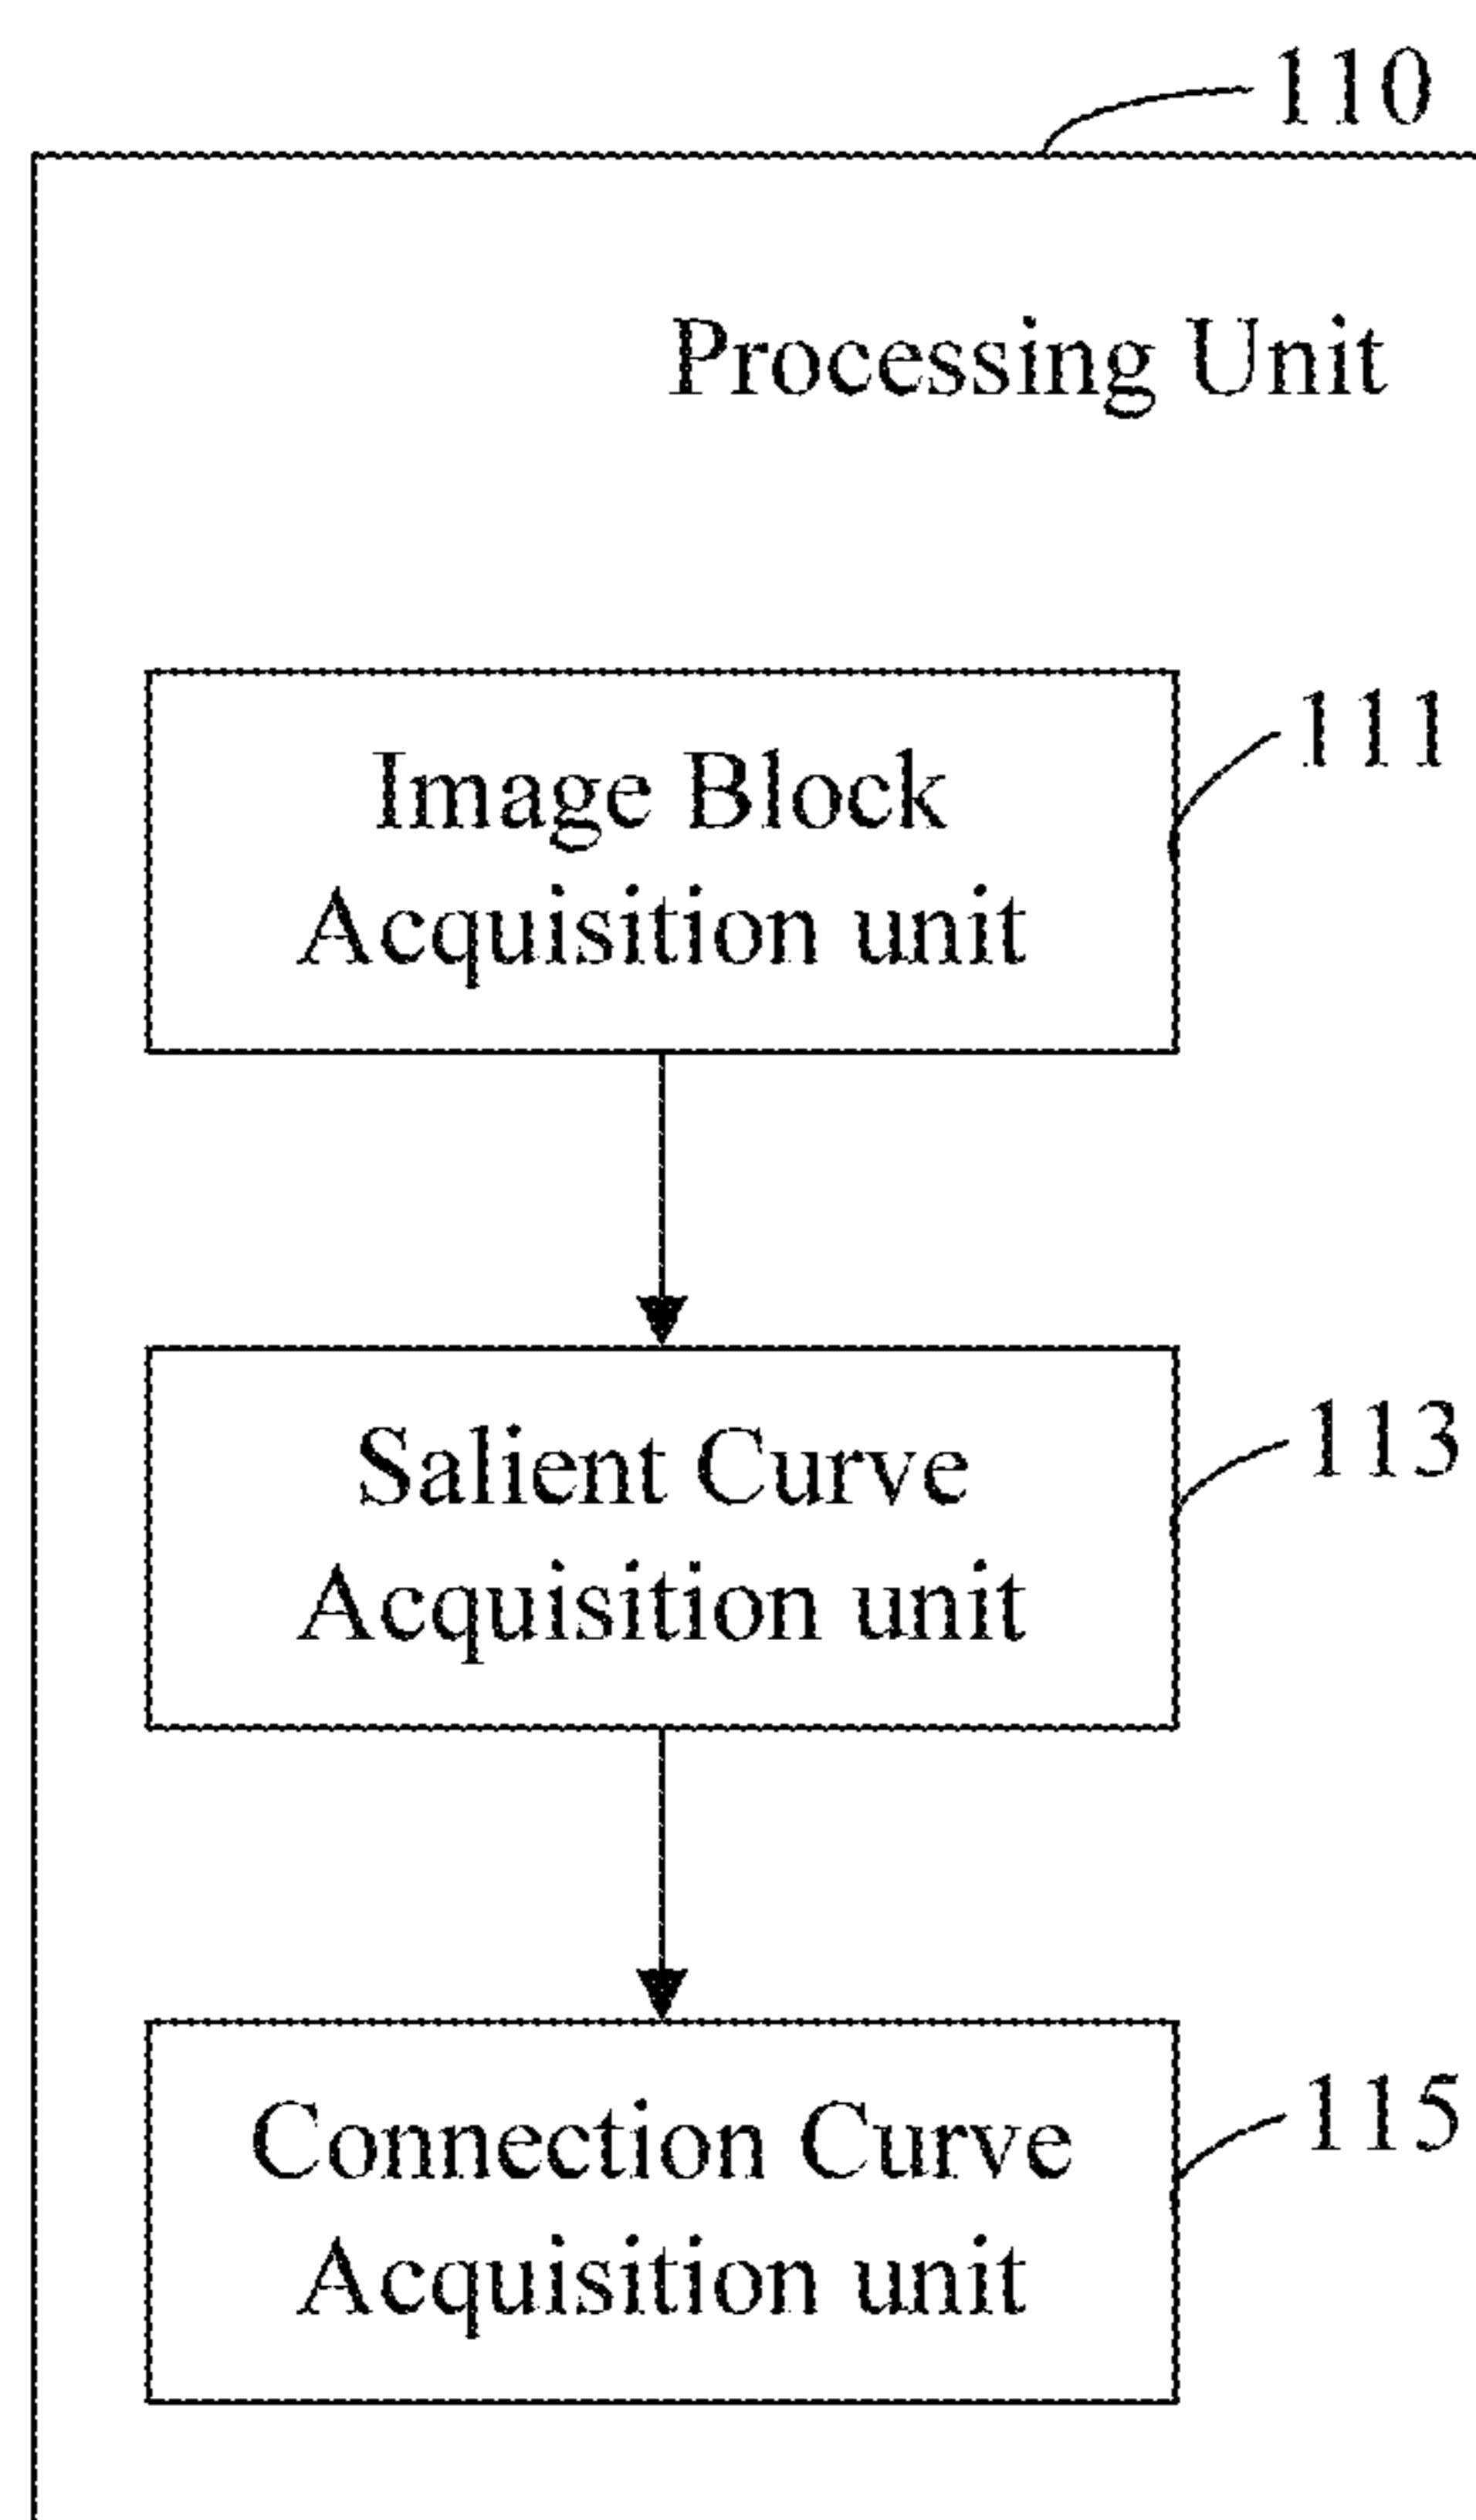 110
Processing Unit
Image Block
Acquisition unit
111
Salient Curve
Acquisition unit
113
Connection Curve
Acquisition unit
115